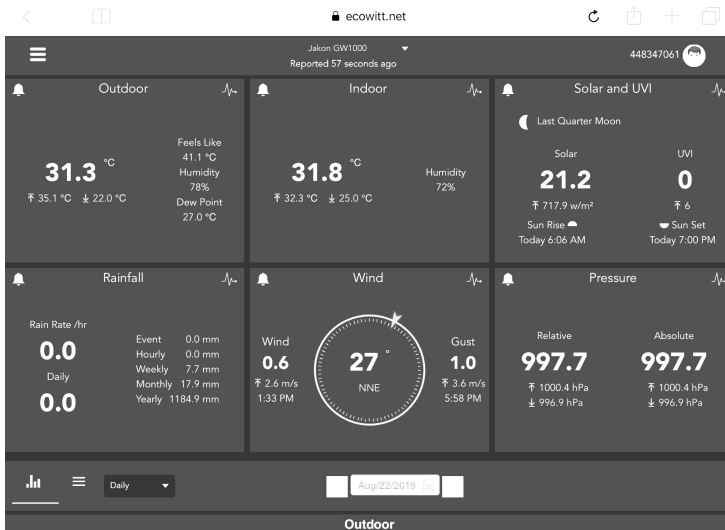 ecowitt.net
Jakon GW1000
Reported 57 seconds ago
448347061
Outdoor
31.3 °C
35.1 °C 22.0 °C
Feels Like
41.1 °C
Humidity
78%
Dew Point
27.0 °C
Indoor
31.8 °C
32.3 °C 25.0 °C
Humidity
72%
Solar and UVI
Last Quarter Moon
Solar
21.2
717.9 w/m²
UVI
0
6
Sun Rise
Today 6:06 AM
Sun Set
Today 7:00 PM
Rainfall
Rain Rate /hr
0.0
Daily
0.0
Event 0.0 mm
Hourly 0.0 mm
Weekly 7.7 mm
Monthly 17.9 mm
Yearly 1184.9 mm
Wind
Wind
0.6
2.6 m/s
1:33 PM
27 °
NNE
Gust
1.0
3.6 m/s
5:58 PM
Pressure
Relative
997.7
1000.4 hPa
996.9 hPa
Absolute
997.7
1000.4 hPa
996.9 hPa
Daily
Aug/22/2019
Outdoor